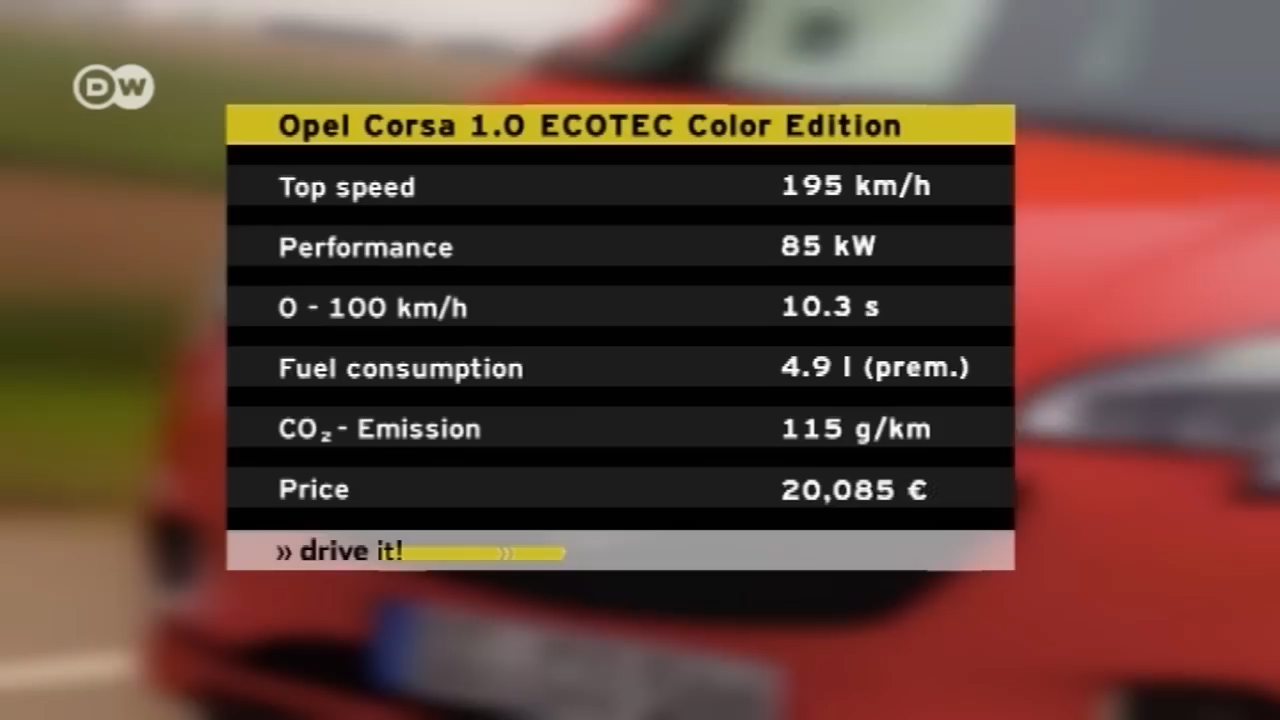 DW
Opel Corsa 1.0 ECOTEC Color Edition
Top speed 195 km/h
Performance 85 kW
0 - 100 km/h 10.3 s
Fuel consumption 4.9 l (prem.)
CO₂- Emission 115 g/km
Price 20,085 €
» drive it!